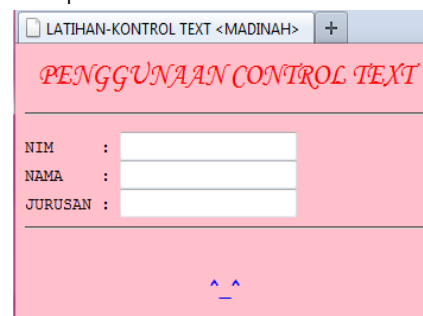 LATIHAN-KONTROL TEXT <MADINAH> +
PENGGUNAAN CONTROL TEXT
NIM :
NAMA :
JURUSAN :
^_^